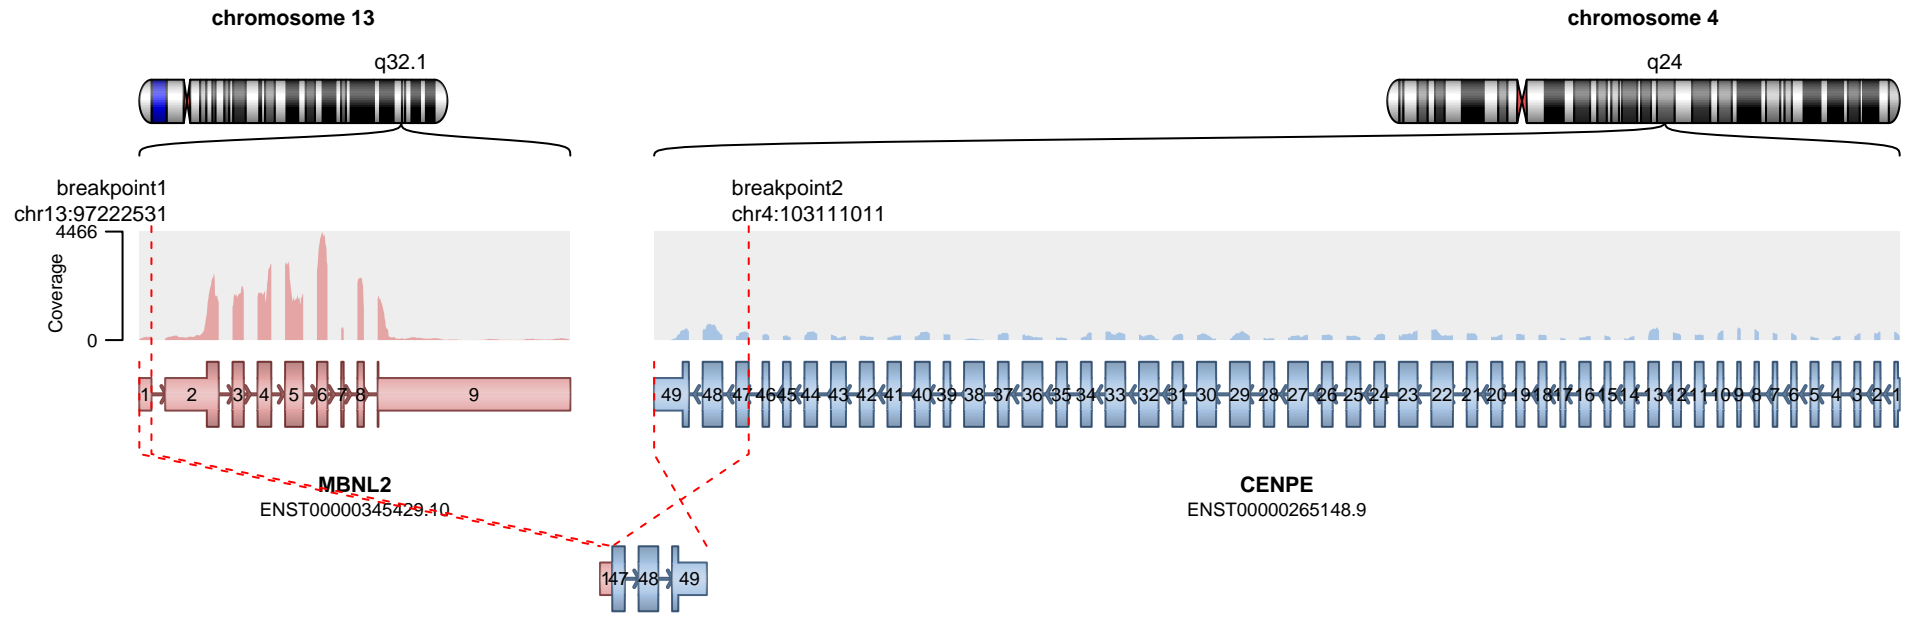 chromosome 13
chromosome 4
q32.1
q24
breakpoint1
chr13:97222531
breakpoint2
chr4:103111011
4466
Coverage
0
1 2 3 4 5 6 7 8 9
49 48 47 46 45 44 43 42 41 40 39 38 37 36 35 34 33 32 31 30 29 28 27 26 25 24 23 22 21 20 19 18 17 16 15 14 13 12 11 10 9 8 7 6 5 4 3 2 1
MBNL2
ENST00000345429.10
CENPE
ENST00000265148.9
1 47 48 49